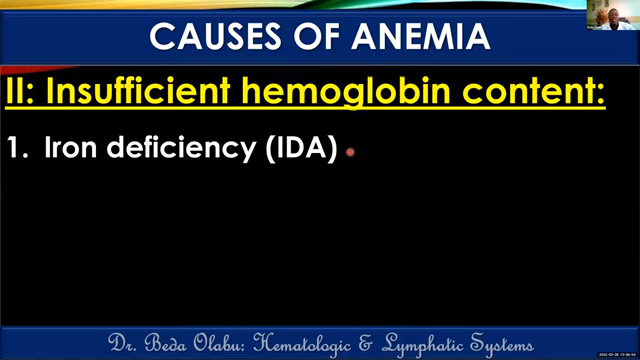 CAUSES OF ANEMIA
II: Insufficient hemoglobin content:
1. Iron deficiency (IDA)
Dr. Beda Olabu: Hematologic & Lymphatic Systems